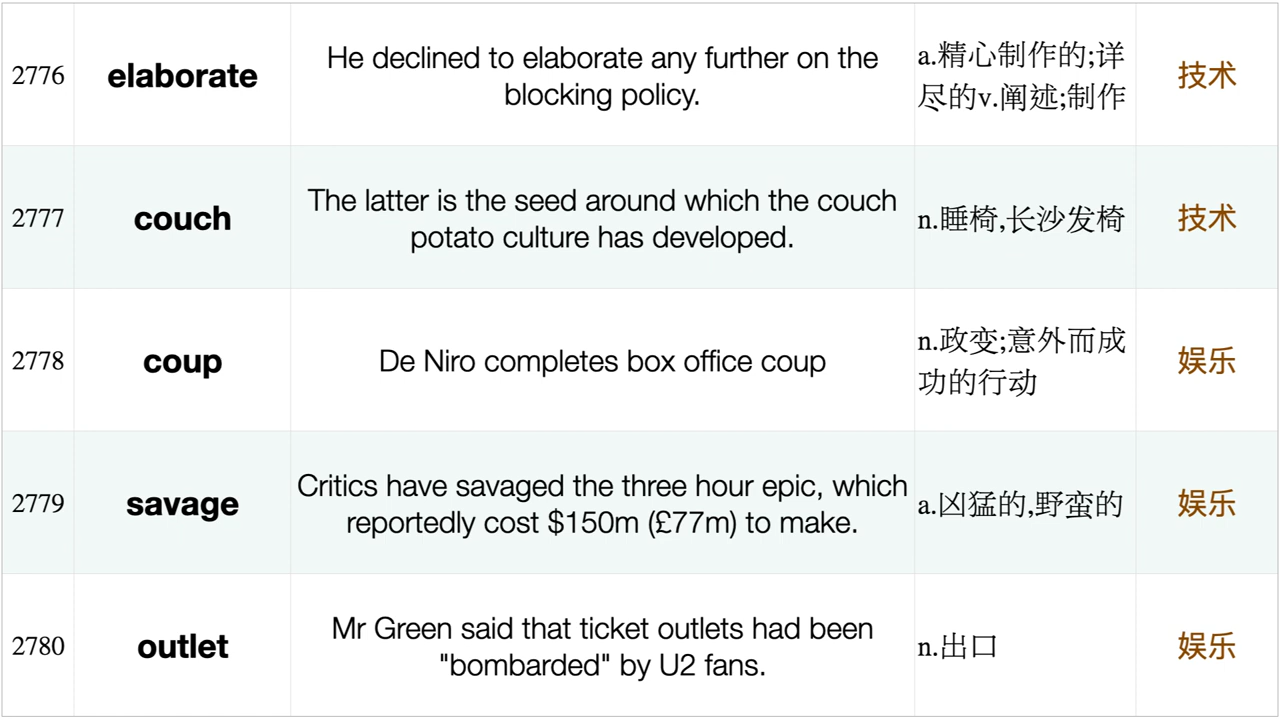 2776
elaborate
He declined to elaborate any further on the
blocking policy.
a.精心制作的;详
尽的v.阐述;制作
技术
2777
couch
The latter is the seed around which the couch
potato culture has developed.
n.睡椅,长沙发椅
技术
2778
coup
De Niro completes box office coup
n.政变;意外而成
功的行动
娱乐
2779
savage
Critics have savaged the three hour epic, which
reportedly cost $150m (£77m) to make.
a.凶猛的,野蛮的
娱乐
2780
outlet
Mr Green said that ticket outlets had been
"bombarded" by U2 fans.
n.出口
娱乐